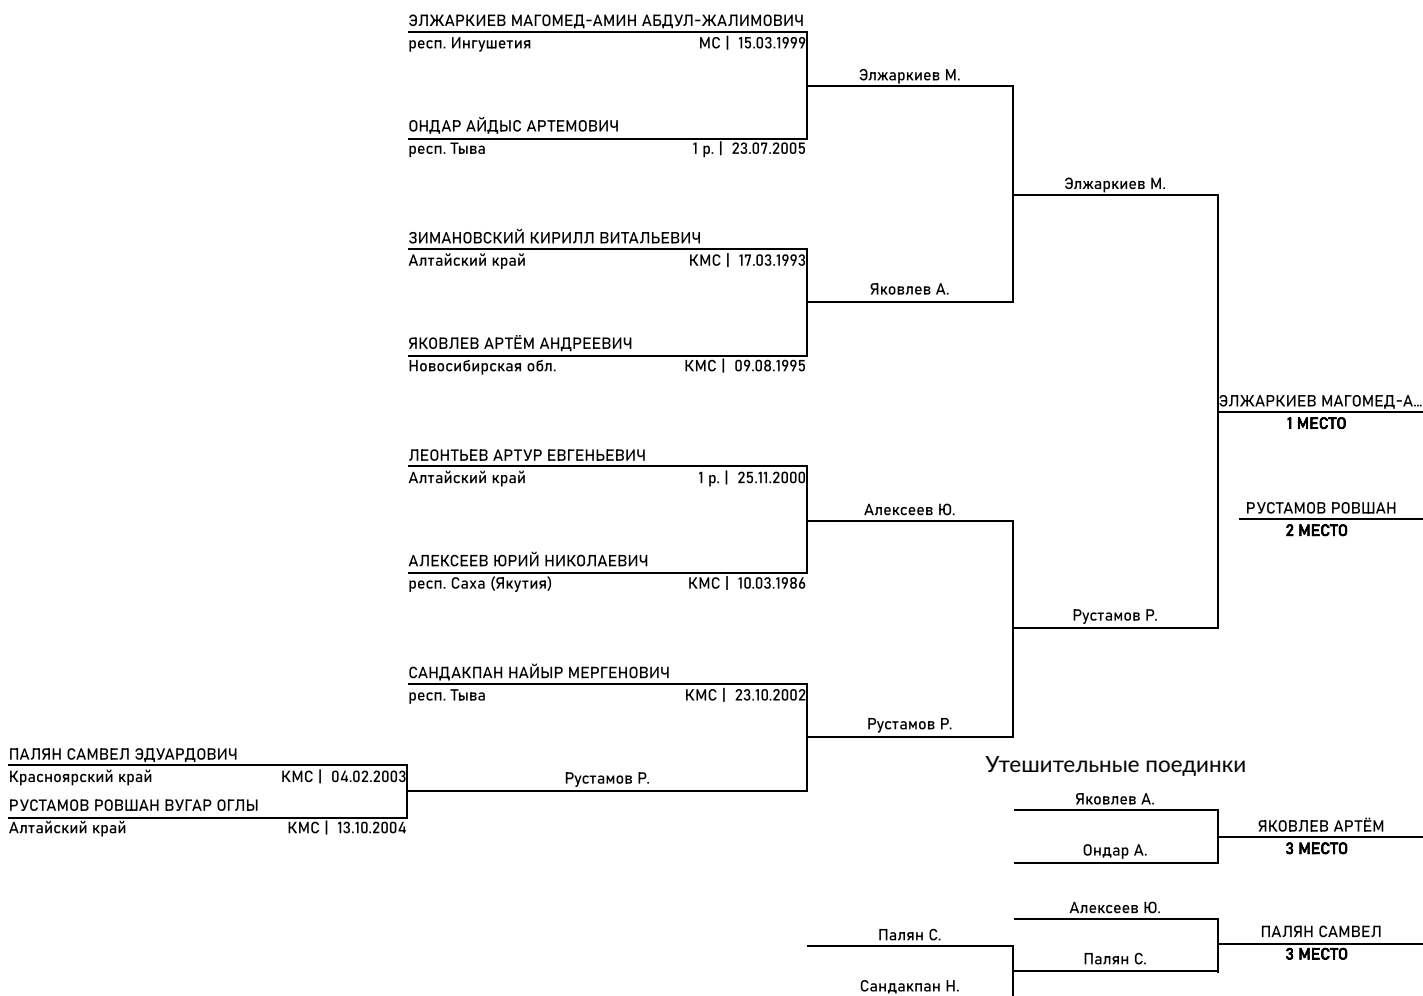 ЭЛЖАРКИЕВ МАГОМЕД-АМИН АБДУЛ-ЖАЛИМОВИЧ
респ. Ингушетия МС | 15.03.1999
Элжаркиев М.
ОНДАР АЙДЫС АРТЕМОВИЧ
респ. Тыва 1 р. | 23.07.2005
Элжаркиев М.
ЗИМАНОВСКИЙ КИРИЛЛ ВИТАЛЬЕВИЧ
Алтайский край КМС | 17.03.1993
Яковлев А.
ЯКОВЛЕВ АРТЁМ АНДРЕЕВИЧ
Новосибирская обл. КМС | 09.08.1995
ЭЛЖАРКИЕВ МАГОМЕД-А...
1 МЕСТО
ЛЕОНТЬЕВ АРТУР ЕВГЕНЬЕВИЧ
Алтайский край 1 р. | 25.11.2000
Алексеев Ю.
РУСТАМОВ РОВШАН
2 МЕСТО
АЛЕКСЕЕВ ЮРИЙ НИКОЛАЕВИЧ
респ. Саха (Якутия) КМС | 10.03.1986
Рустамов Р.
САНДАКПАН НАЙЫР МЕРГЕНОВИЧ
респ. Тыва КМС | 23.10.2002
Рустамов Р.
ПАЛЯН САМВЕЛ ЭДУАРДОВИЧ
Красноярский край КМС | 04.02.2003
Рустамов Р.
РУСТАМОВ РОВШАН ВУГАР ОГЛЫ
Алтайский край КМС | 13.10.2004
Утешительные поединки
Яковлев А.
ЯКОВЛЕВ АРТЁМ
3 МЕСТО
Ондар А.
Алексеев Ю.
ПАЛЯН САМВЕЛ
3 МЕСТО
Палян С.
Палян С.
Сандакпан Н.